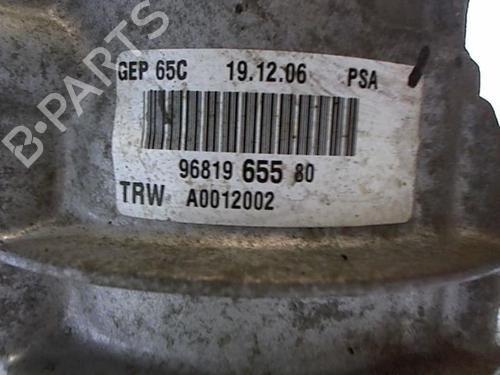 B-PARTS
GEP 65C 19.12.06 PSA
96819 655 80
TRW A0012002